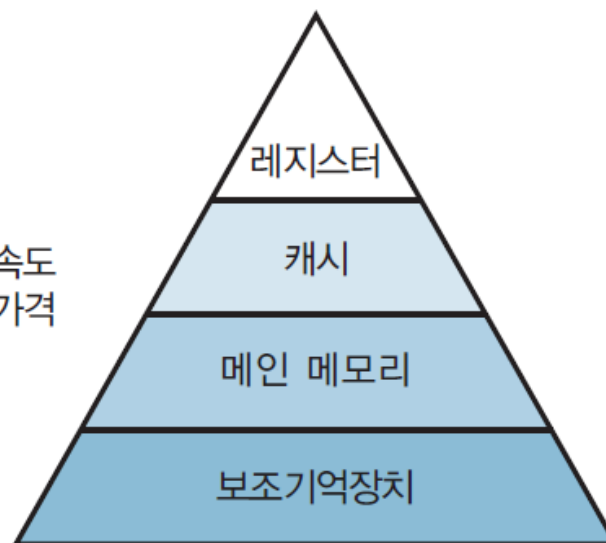 레지스터
캐시
속도
가격
메인 메모리
보조기억장치